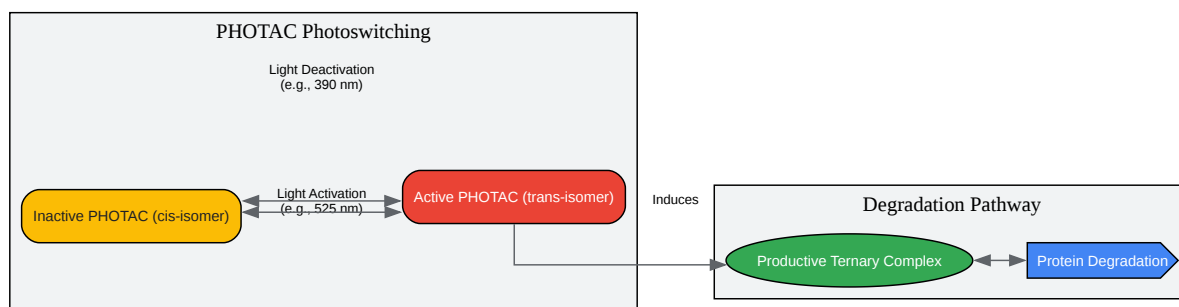 PHOTAC Photoswitching
Light Deactivation
(e.g., 390 nm)
Light Activation
(e.g., 525 nm)
Inactive PHOTAC (cis-isomer)
Active PHOTAC (trans-isomer)
Induces
Degradation Pathway
Productive Ternary Complex
Protein Degradation